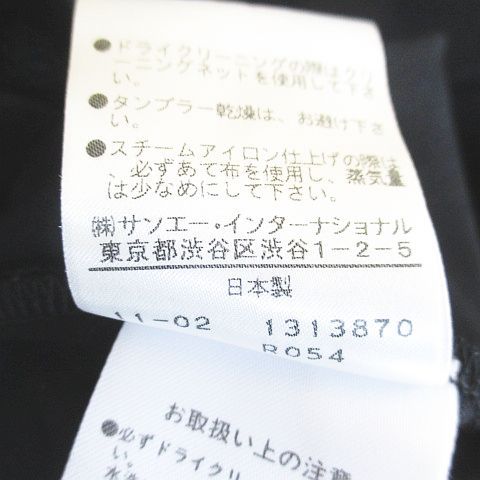 ●ドライクリーニングの際はクリ
ーニングネットを使用して下さ
い。
●タンブラー乾燥は、お避け下さ
い。
●スチームアイロン仕上げの際は
、必ずあて布を使用し、蒸気量
は少なめにして下さい。
㈱サンエー・インターナショナル
東京都渋谷区渋谷1-2-5
日本製
11-02 1313870
R054
お取扱い上の注意
●必ずドライクリ
い。